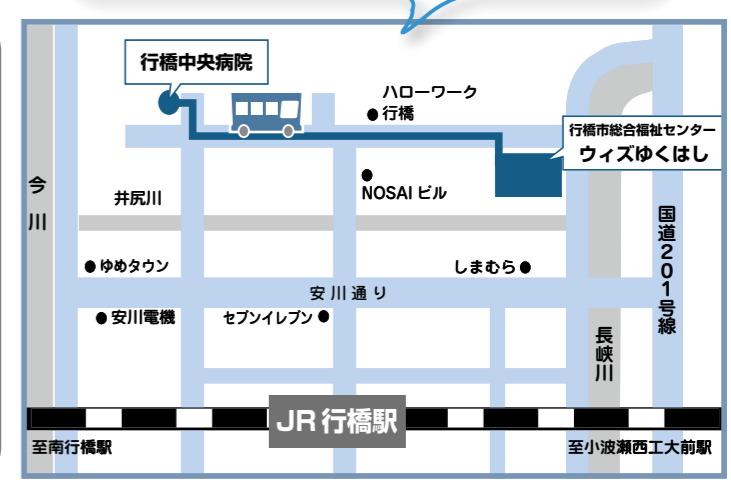 行橋中央病院
ハローワーク
行橋
行橋市総合福祉センター
ウィズゆくはし
今川
井尻川
NOSAI ビル
国道201号線
ゆめタウン
しまむら
安川通り
安川電機
セブンイレブン
長峡川
JR 行橋駅
至南行橋駅
至小波瀬西工大前駅